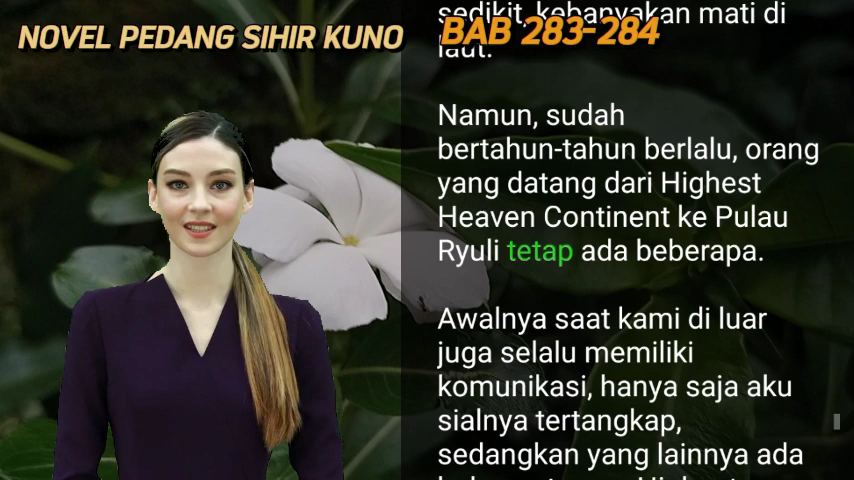 NOVEL PEDANG SIHIR KUNO
BAB 283-284
sedikit, kebanyakan mati di
laut.
Namun, sudah
bertahun-tahun berlalu, orang
yang datang dari Highest
Heaven Continent ke Pulau
Ryuli tetap ada beberapa.
Awalnya saat kami di luar
juga selalu memiliki
komunikasi, hanya saja aku
sialnya tertangkap,
sedangkan yang lainnya ada